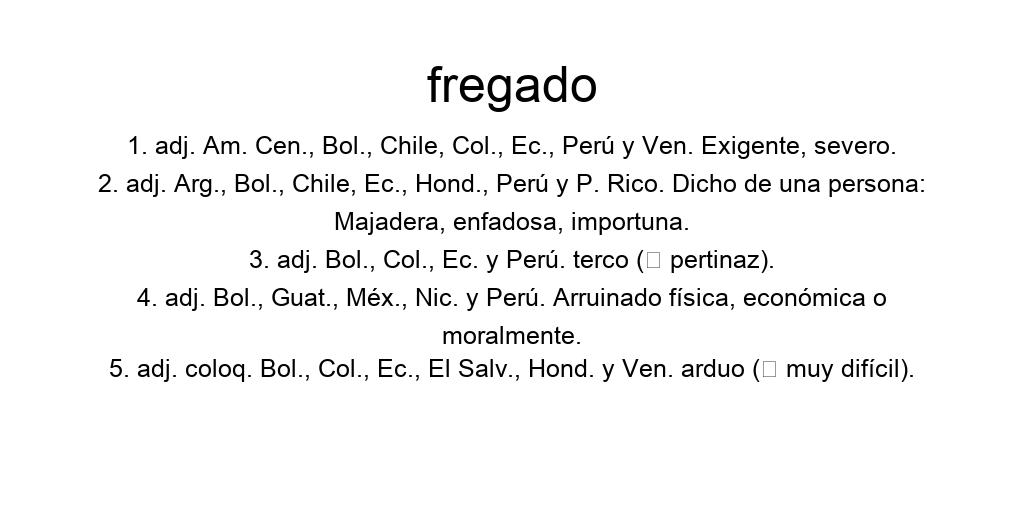 fregado
1. adj. Am. Cen., Bol., Chile, Col., Ec., Perú y Ven. Exigente, severo.
2. adj. Arg., Bol., Chile, Ec., Hond., Perú y P. Rico. Dicho de una persona:
Majadera, enfadosa, importuna.
3. adj. Bol., Col., Ec. y Perú. terco (▯ pertinaz).
4. adj. Bol., Guat., Méx., Nic. y Perú. Arruinado física, económica o
moralmente.
5. adj. coloq. Bol., Col., Ec., El Salv., Hond. y Ven. arduo (▯ muy difícil).